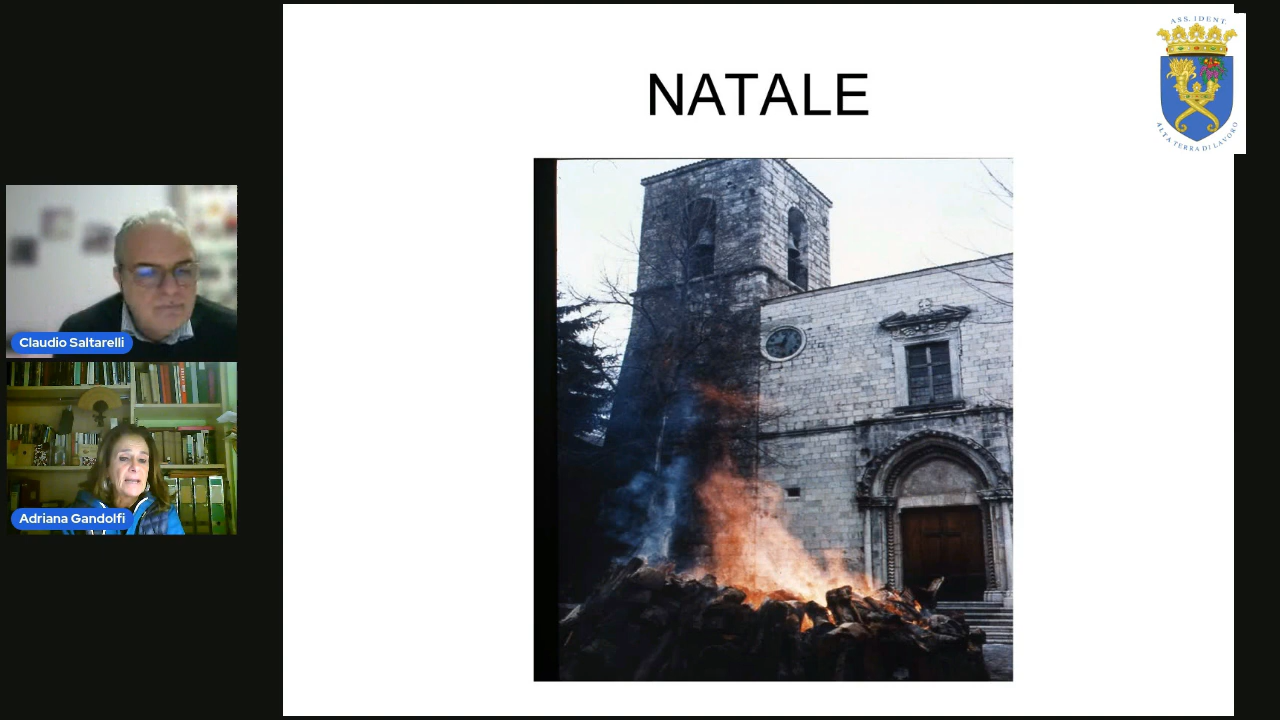 NATALE
ASS. IDENT.
ALTA TERRA DI LAVORO
Claudio Saltarelli
Adriana Gandolfi